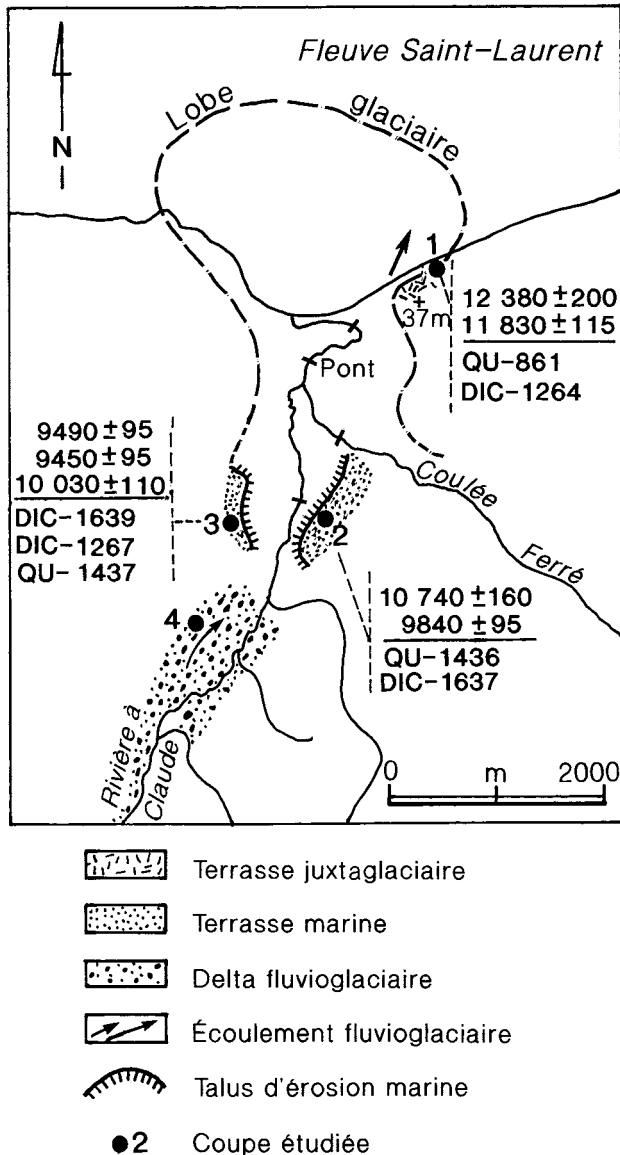 Fleuve Saint-Laurent
Lobe glaciaire
N
1
12 380 ±200
11 830 ±115
QU-861
DIC-1264
+
37m
Pont
9490 ±95
9450 ±95
10 030 ±110
DIC-1639
DIC-1267
QU-1437
3
2
Coulée
Ferré
10 740 ±160
9840 ±95
QU-1436
DIC-1637
4
Rivière à
Claude
0 m 2000
Terrasse juxtaglaciaire
Terrasse marine
Delta fluvioglaciaire
Écoulement fluvioglaciaire
Talus d'érosion marine
●2 Coupe étudiée